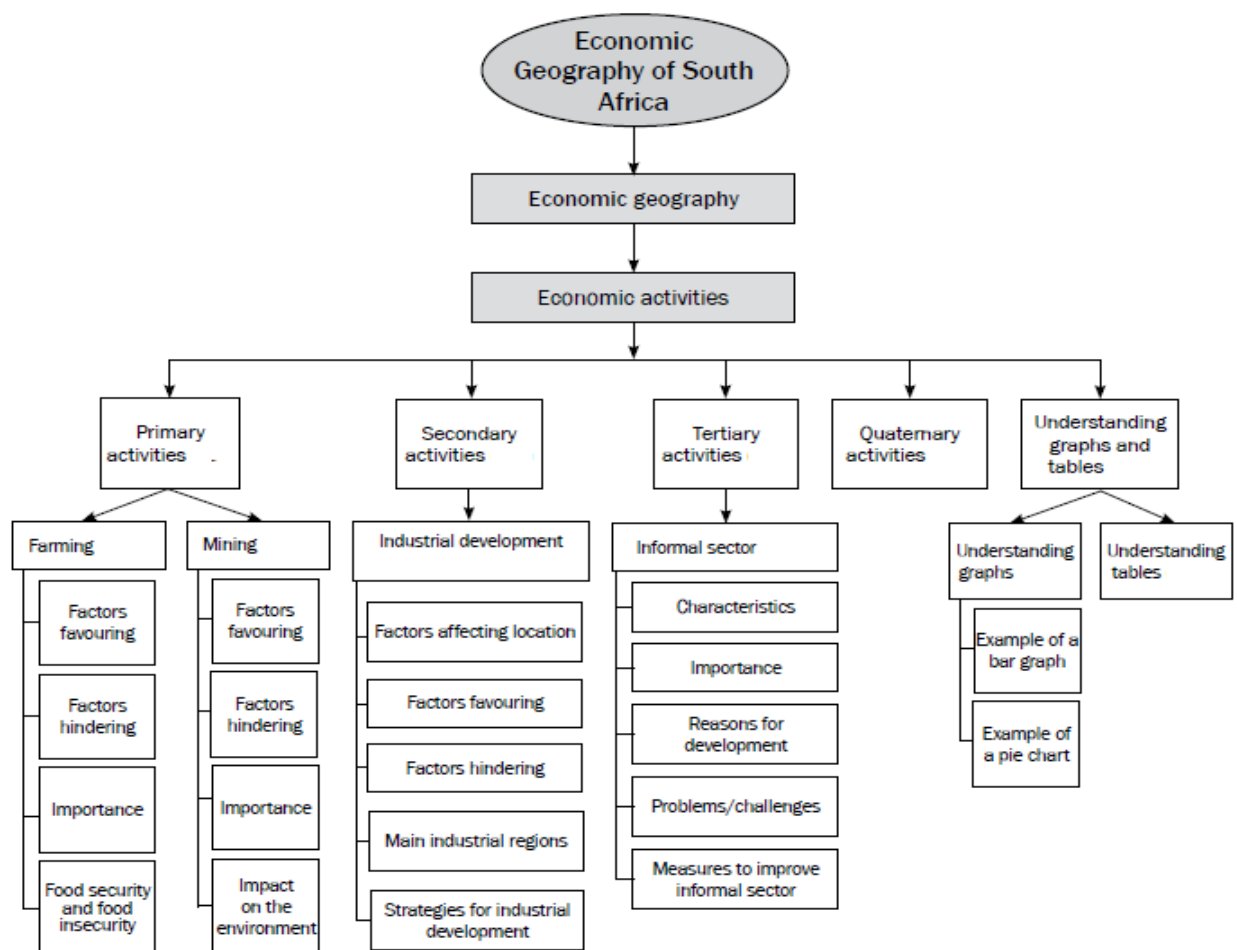 Economic
Geography of South
Africa
Economic geography
Economic activities
Primary
activities -
Secondary
activities
Tertiary
activities
Quaternary
activities
Understanding
graphs and
tables
Farming
Factors
favouring
Factors
hindering
Importance
Food security
and food
insecurity
Mining
Factors
favouring
Factors
hindering
Importance
Impact
on the
environment
Industrial development
Factors affecting location
Factors favouring
Factors hindering
Main industrial regions
Strategies for industrial
development
Informal sector
Characteristics
Importance
Reasons for
development
Problems/challenges
Measures to improve
informal sector
Understanding
graphs
Example of a
bar graph
Example of
a pie chart
Understanding
tables